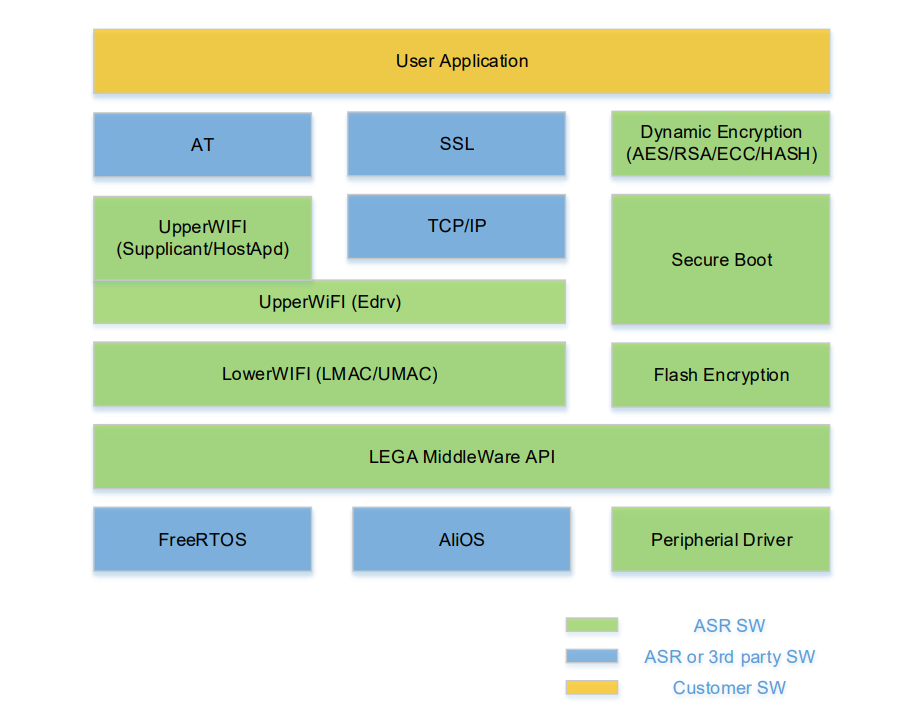 User Application
AT
SSL
Dynamic Encryption
(AES/RSA/ECC/HASH)
UpperWIFI
(Supplicant/HostApd)
TCP/IP
Secure Boot
UpperWiFI (Edrv)
LowerWIFI (LMAC/UMAC)
Flash Encryption
LEGA MiddleWare API
FreeRTOS
AliOS
Peripherial Driver
ASR SW
ASR or 3rd party SW
Customer SW